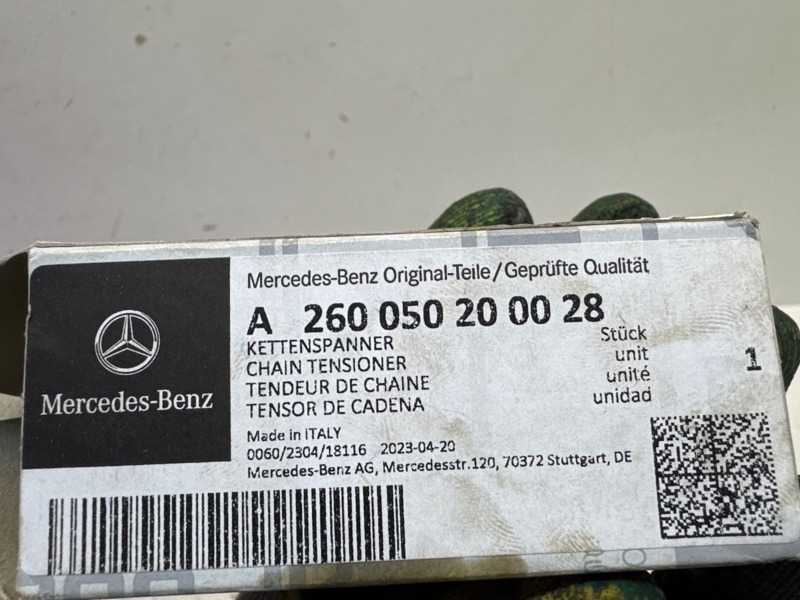 Mercedes-Benz
Mercedes-Benz Original-Teile/Geprüfte Qualität
A 260 050 20 00 28
KETTENSPANNER
CHAIN TENSIONER
TENDEUR DE CHAINE
TENSOR DE CADENA
Stück
unit
unité
unidad
1
Made in ITALY
0060/2304/18116 2023-04-20
Mercedes-Benz AG, Mercedesstr.120, 70372 Stuttgart, DE